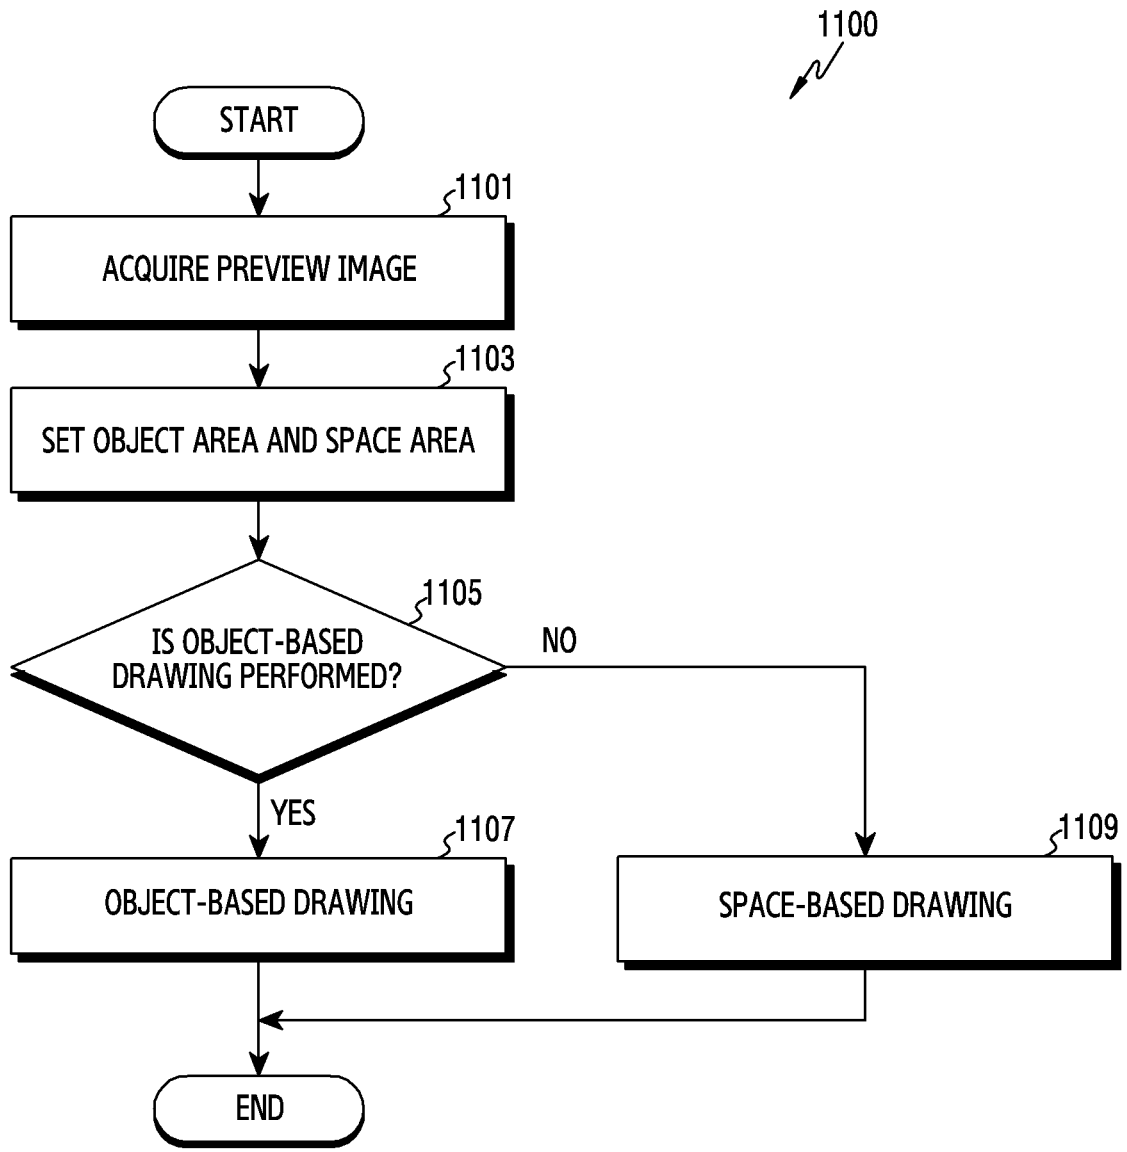 1100
START
1101
ACQUIRE PREVIEW IMAGE
1103
SET OBJECT AREA AND SPACE AREA
1105
IS OBJECT-BASED
DRAWING PERFORMED?
NO
YES
1107
OBJECT-BASED DRAWING
1109
SPACE-BASED DRAWING
END